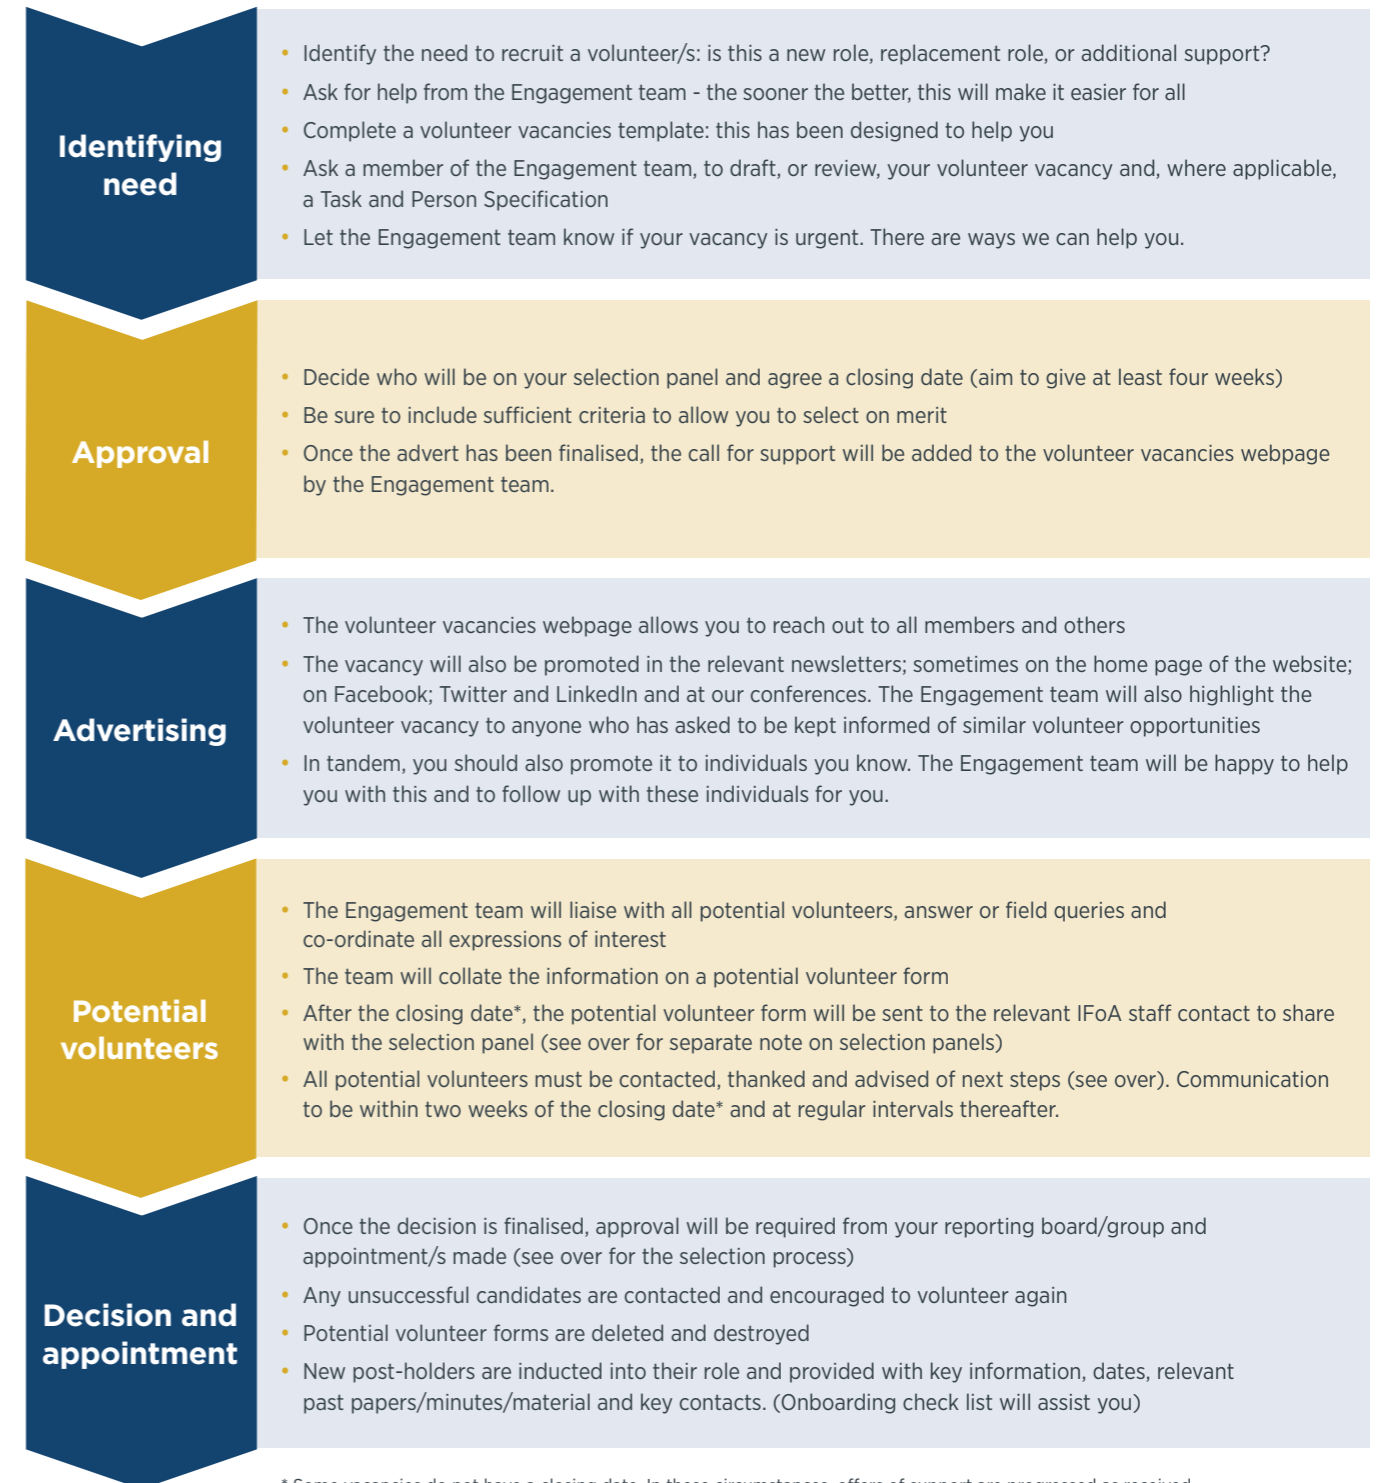 Identifying
need
• Identify the need to recruit a volunteer/s: is this a new role, replacement role, or additional support?
• Ask for help from the Engagement team - the sooner the better, this will make it easier for all
• Complete a volunteer vacancies template: this has been designed to help you
• Ask a member of the Engagement team, to draft, or review, your volunteer vacancy and, where applicable,
a Task and Person Specification
• Let the Engagement team know if your vacancy is urgent. There are ways we can help you.
Approval
• Decide who will be on your selection panel and agree a closing date (aim to give at least four weeks)
• Be sure to include sufficient criteria to allow you to select on merit
• Once the advert has been finalised, the call for support will be added to the volunteer vacancies webpage
by the Engagement team.
Advertising
• The volunteer vacancies webpage allows you to reach out to all members and others
• The vacancy will also be promoted in the relevant newsletters; sometimes on the home page of the website;
on Facebook; Twitter and LinkedIn and at our conferences. The Engagement team will also highlight the
volunteer vacancy to anyone who has asked to be kept informed of similar volunteer opportunities
• In tandem, you should also promote it to individuals you know. The Engagement team will be happy to help
you with this and to follow up with these individuals for you.
Potential
volunteers
• The Engagement team will liaise with all potential volunteers, answer or field queries and
co-ordinate all expressions of interest
• The team will collate the information on a potential volunteer form
• After the closing date*, the potential volunteer form will be sent to the relevant IFoA staff contact to share
with the selection panel (see over for separate note on selection panels)
• All potential volunteers must be contacted, thanked and advised of next steps (see over). Communication
to be within two weeks of the closing date* and at regular intervals thereafter.
Decision and
appointment
• Once the decision is finalised, approval will be required from your reporting board/group and
appointment/s made (see over for the selection process)
• Any unsuccessful candidates are contacted and encouraged to volunteer again
• Potential volunteer forms are deleted and destroyed
• New post-holders are inducted into their role and provided with key information, dates, relevant
past papers/minutes/material and key contacts. (Onboarding check list will assist you)
* Some vacancies do not have a closing date. In these circumstances, offers of support are progressed as received